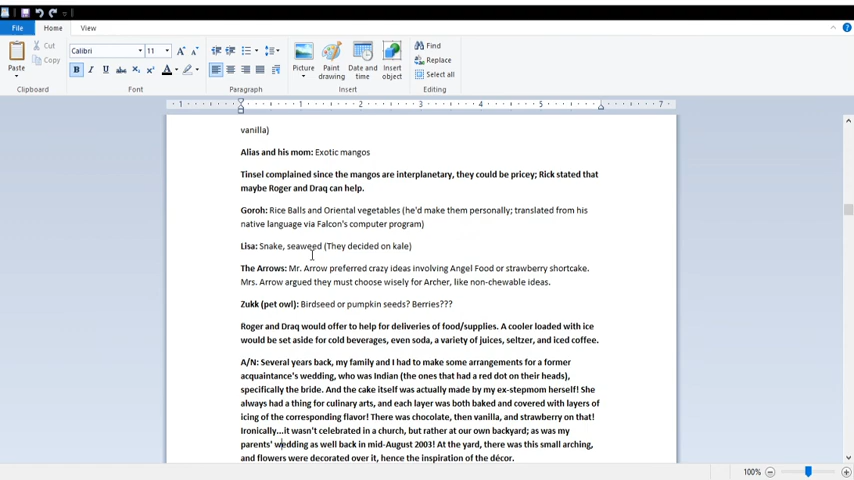 File
Home
View
Paste
Cut
Copy
Clipboard
Calibri
11
Font
Paragraph
Picture
Paint drawing
Date and time
Insert object
Insert
Find
Replace
Select all
Editing
1 1 2 3 4 5 7
vanilla)
Alias and his mom: Exotic mangos
Tinsel complained since the mangos are interplanetary, they could be pricey; Rick stated that
maybe Roger and Draq can help.
Goroh: Rice Balls and Oriental vegetables (he'd make them personally; translated from his
native language via Falcon's computer program)
Lisa: Snake, seaweed (They decided on kale)
The Arrows: Mr. Arrow preferred crazy ideas involving Angel Food or strawberry shortcake.
Mrs. Arrow argued they must choose wisely for Archer, like non-chewable ideas.
Zukk (pet owl): Birdseed or pumpkin seeds? Berries???
Roger and Draq would offer to help for deliveries of food/supplies. A cooler loaded with ice
would be set aside for cold beverages, even soda, a variety of juices, seltzer, and iced coffee.
A/N: Several years back, my family and I had to make some arrangements for a former
acquaintance's wedding, who was Indian (the ones that had a red dot on their heads),
specifically the bride. And the cake itself was actually made by my ex-stepmom herself! She
always had a thing for culinary arts, and each layer was both baked and covered with layers of
icing of the corresponding flavor! There was chocolate, then vanilla, and strawberry on that!
Ironically...it wasn't celebrated in a church, but rather at our own backyard; as was my
parents' wedding as well back in mid-August 2003! At the yard, there was this small arching,
and flowers were decorated over it, hence the inspiration of the décor.
100%